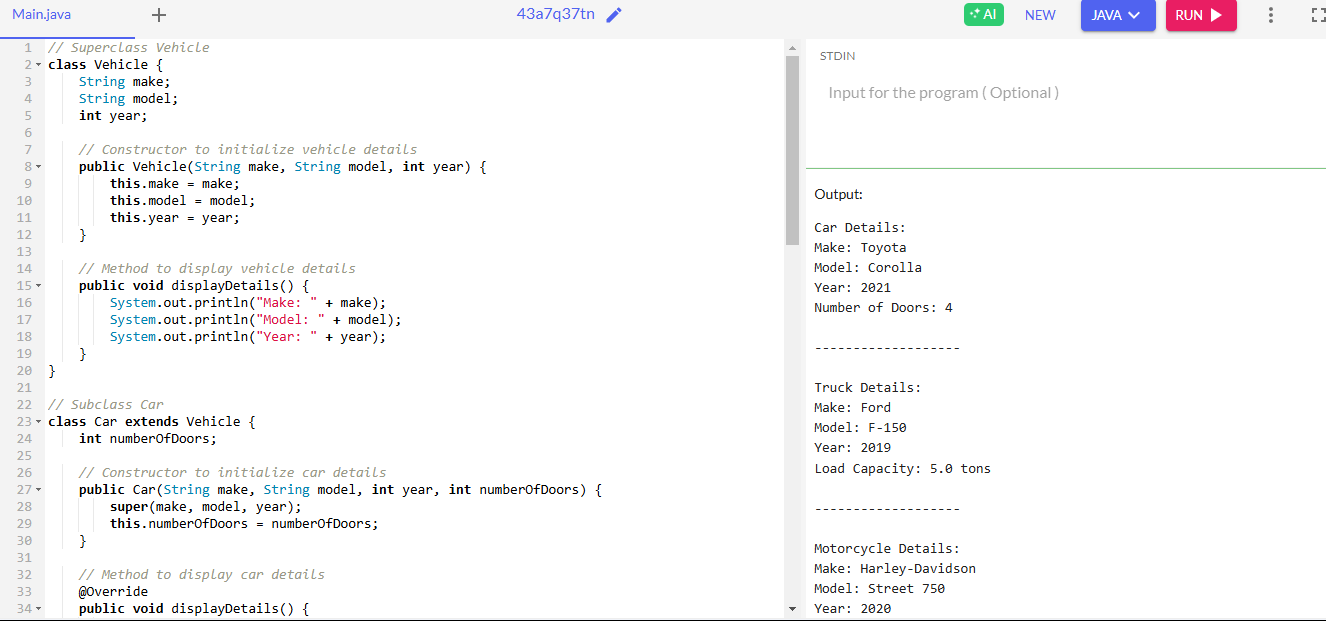 Main.java
+
43a7q37tn
AI
NEW
JAVA
RUN
1 // Superclass Vehicle
2 class Vehicle {
3     String make;
4     String model;
5     int year;
6
7     // Constructor to initialize vehicle details
8     public Vehicle(String make, String model, int year) {
9         this.make = make;
10         this.model = model;
11         this.year = year;
12     }
13
14     // Method to display vehicle details
15     public void displayDetails() {
16         System.out.println("Make: " + make);
17         System.out.println("Model: " + model);
18         System.out.println("Year: " + year);
19     }
20 }
21
22 // Subclass Car
23 class Car extends Vehicle {
24     int numberOfDoors;
25
26     // Constructor to initialize car details
27     public Car(String make, String model, int year, int numberOfDoors) {
28         super(make, model, year);
29         this.numberOfDoors = numberOfDoors;
30     }
31
32     // Method to display car details
33     @Override
34     public void displayDetails() {
STDIN
Input for the program ( Optional )
Output:
Car Details:
Make: Toyota
Model: Corolla
Year: 2021
Number of Doors: 4
-------------------
Truck Details:
Make: Ford
Model: F-150
Year: 2019
Load Capacity: 5.0 tons
-------------------
Motorcycle Details:
Make: Harley-Davidson
Model: Street 750
Year: 2020